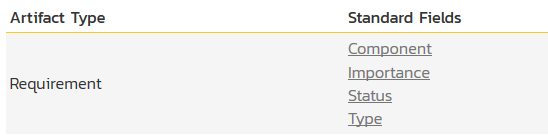 Artifact Type Standard Fields
Requirement
Component
Importance
Status
Type